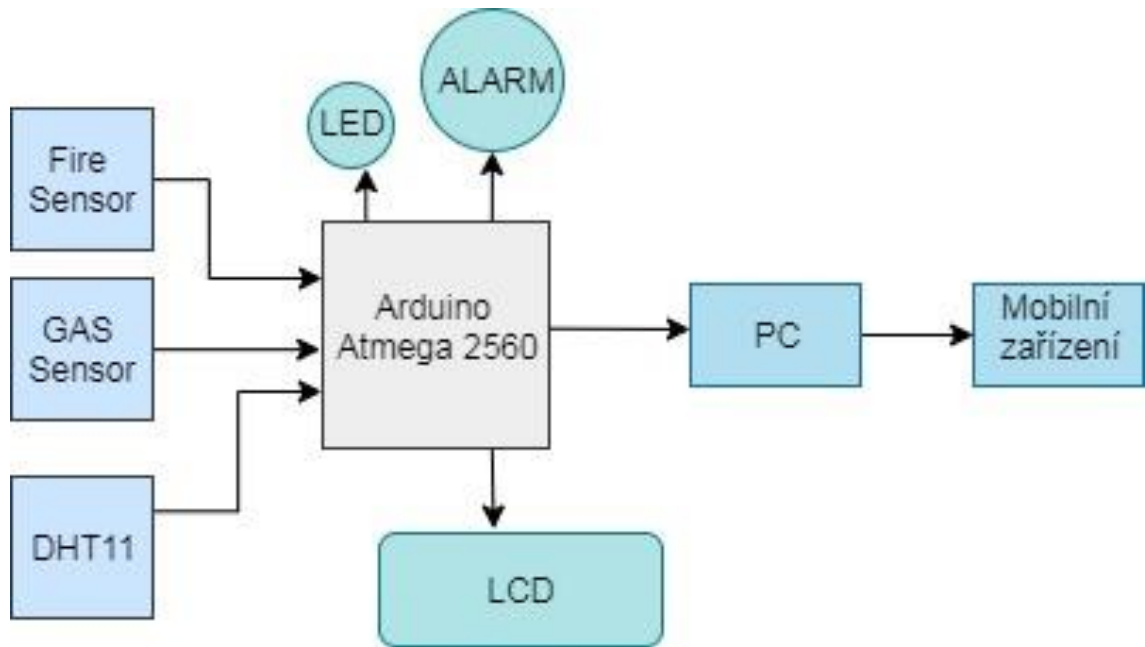 ALARM
LED
Fire
Sensor
GAS
Sensor
Arduino
Atmega 2560
PC
Mobilní
zařízení
DHT11
LCD